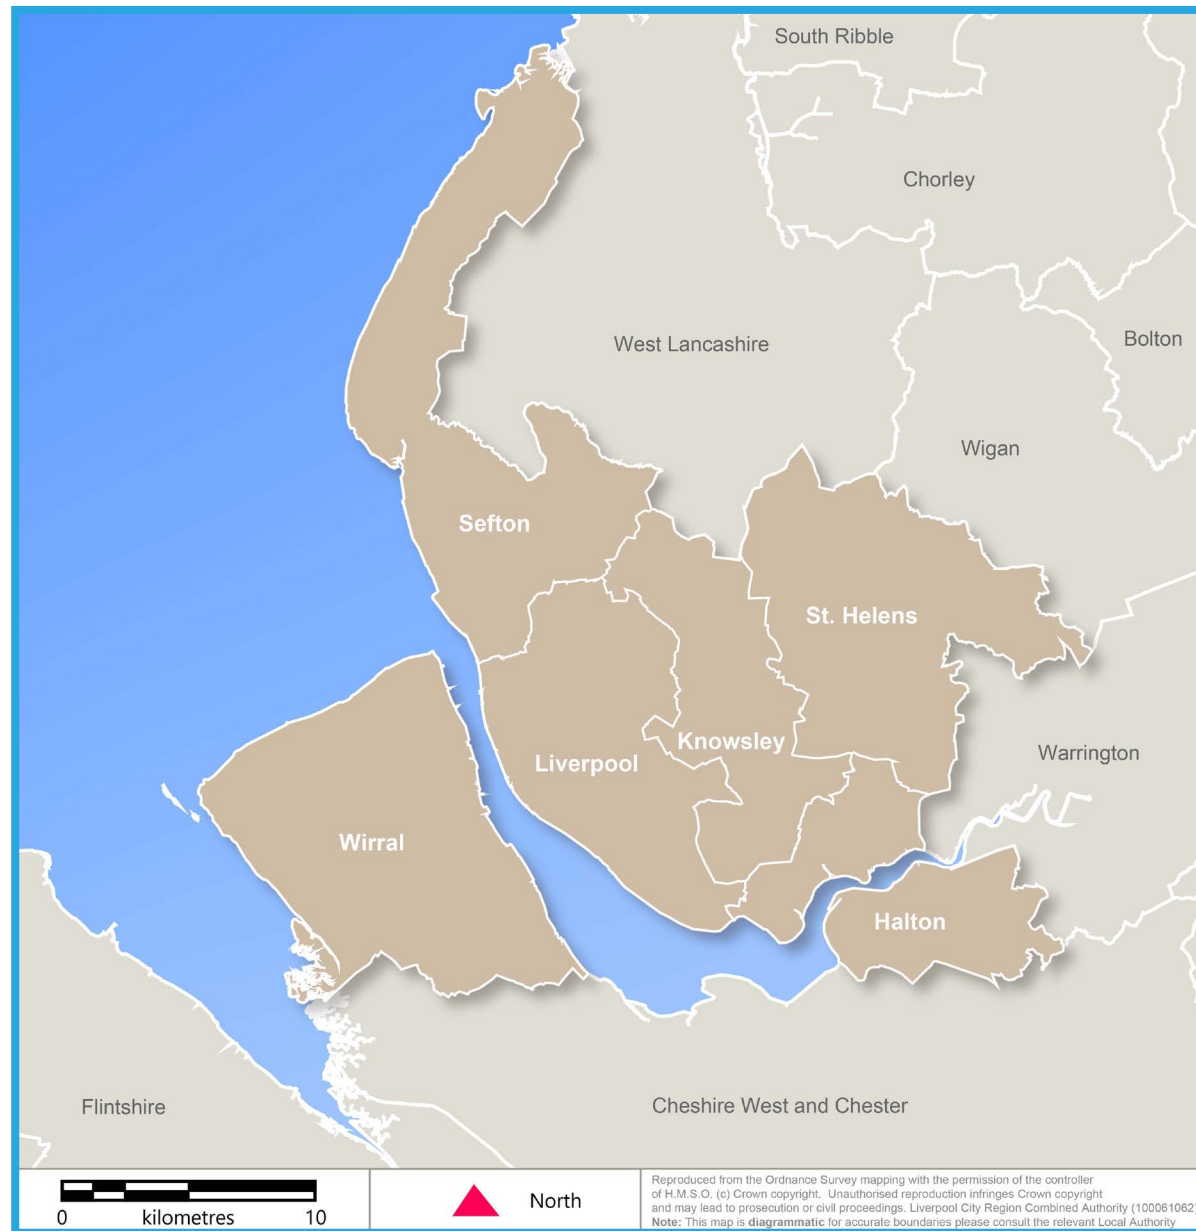 South Ribble
Chorley
West Lancashire
Bolton
Wigan
Sefton
St. Helens
Knowsley
Liverpool
Warrington
Wirral
Halton
Flintshire
Cheshire West and Chester
0 kilometres 10
North
Reproduced from the Ordnance Survey mapping with the permission of the controller
of H.M.S.O. (c) Crown copyright. Unauthorised reproduction infringes Crown copyright
and may lead to prosecution or civil proceedings. Liverpool City Region Combined Authority (100061062)
Note: This map is diagrammatic for accurate boundaries please consult the relevant Local Authority